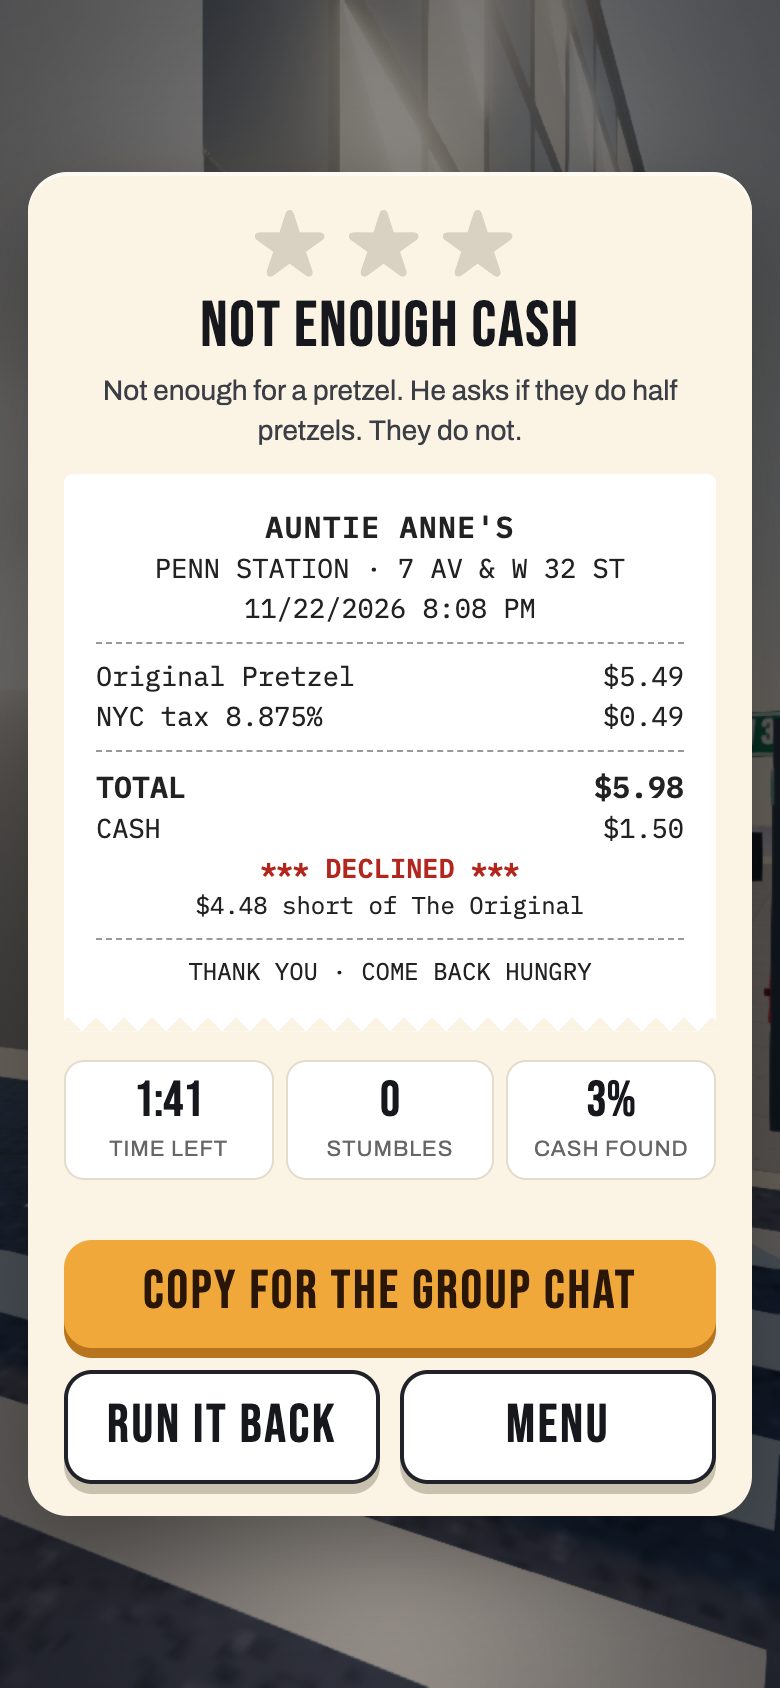 NOT ENOUGH CASH
Not enough for a pretzel. He asks if they do half
pretzels. They do not.
AUNTIE ANNE'S
PENN STATION · 7 AV & W 32 ST
11/22/2026 8:08 PM
Original Pretzel $5.49
NYC tax 8.875% $0.49
TOTAL $5.98
CASH $1.50
*** DECLINED ***
$4.48 short of The Original
THANK YOU · COME BACK HUNGRY
1:41 0 3%
TIME LEFT STUMBLES CASH FOUND
COPY FOR THE GROUP CHAT
RUN IT BACK MENU